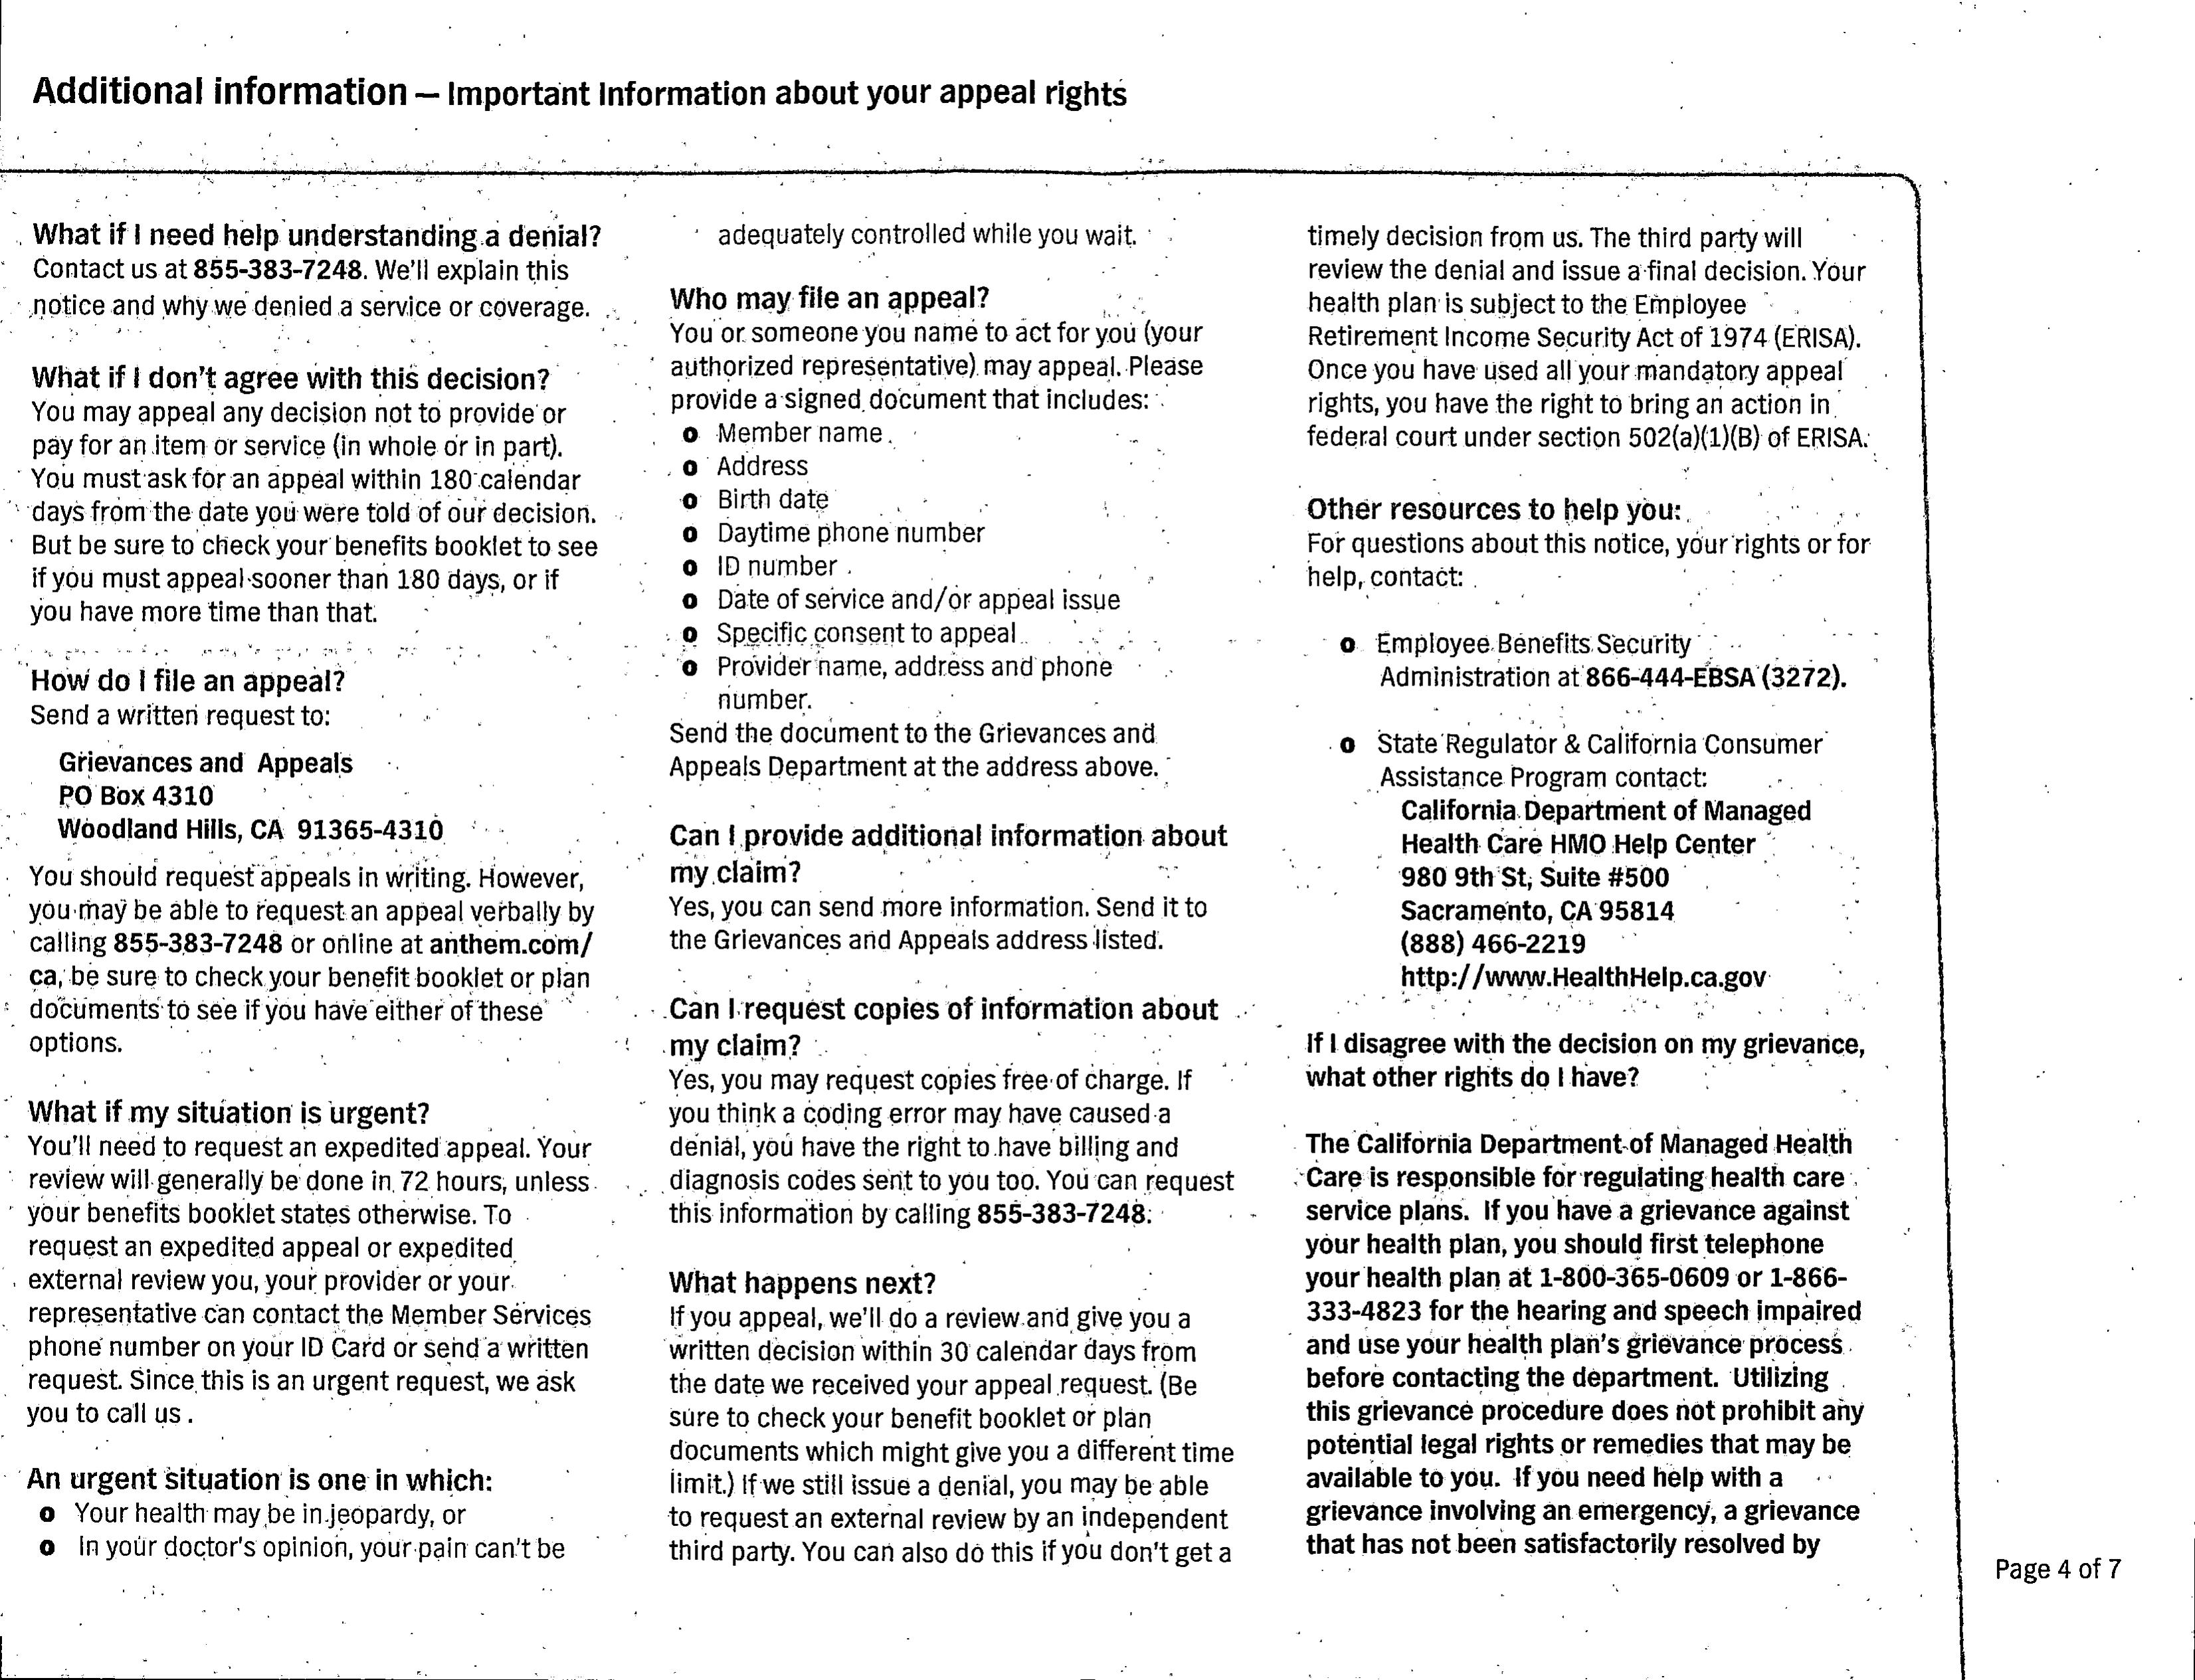 Additional information — Important Information about your appeal rights
What if I need help understanding a denial?
Contact us at 855-383-7248. We'll explain this
notice and why we denied a service or coverage.
What if I don't agree with this decision?
You may appeal any decision not to provide or
pay for an item or service (in whole or in part).
You must ask for an appeal within 180 calendar
days from the date you were told of our decision.
But be sure to check your benefits booklet to see
if you must appeal sooner than 180 days, or if
you have more time than that.
How do I file an appeal?
Send a written request to:
Grievances and Appeals
PO Box 4310
Woodland Hills, CA 91365-4310
You should request appeals in writing. However,
you may be able to request an appeal verbally by
calling 855-383-7248 or online at anthem.com/
ca, be sure to check your benefit booklet or plan
documents to see if you have either of these
options.
What if my situation is urgent?
You'll need to request an expedited appeal. Your
review will generally be done in 72 hours, unless
your benefits booklet states otherwise. To
request an expedited appeal or expedited
external review you, your provider or your
representative can contact the Member Services
phone number on your ID Card or send a written
request. Since this is an urgent request, we ask
you to call us.
An urgent situation is one in which:
o Your health may be in jeopardy, or
o In your doctor's opinion, your pain can't be
adequately controlled while you wait.
Who may file an appeal?
You or someone you name to act for you (your
authorized representative) may appeal. Please
provide a signed document that includes:
o Member name
o Address
o Birth date
o Daytime phone number
o ID number
o Date of service and/or appeal issue
o Specific consent to appeal
o Provider name, address and phone
number.
Send the document to the Grievances and
Appeals Department at the address above.
Can I provide additional information about
my claim?
Yes, you can send more information. Send it to
the Grievances and Appeals address listed.
Can I request copies of information about
my claim?
Yes, you may request copies free of charge. If
you think a coding error may have caused a
denial, you have the right to have billing and
diagnosis codes sent to you too. You can request
this information by calling 855-383-7248.
What happens next?
If you appeal, we'll do a review and give you a
written decision within 30 calendar days from
the date we received your appeal request. (Be
sure to check your benefit booklet or plan
documents which might give you a different time
limit.) If we still issue a denial, you may be able
to request an external review by an independent
third party. You can also do this if you don't get a
timely decision from us. The third party will
review the denial and issue a final decision. Your
health plan is subject to the Employee
Retirement Income Security Act of 1974 (ERISA).
Once you have used all your mandatory appeal
rights, you have the right to bring an action in
federal court under section 502(a)(1)(B) of ERISA.
Other resources to help you:
For questions about this notice, your rights or for
help, contact:
o Employee Benefits Security
Administration at 866-444-EBSA (3272).
o State Regulator & California Consumer
Assistance Program contact:
California Department of Managed
Health Care HMO Help Center
980 9th St, Suite #500
Sacramento, CA 95814
(888) 466-2219
http://www.HealthHelp.ca.gov
If I disagree with the decision on my grievance,
what other rights do I have?
The California Department of Managed Health
Care is responsible for regulating health care
service plans. If you have a grievance against
your health plan, you should first telephone
your health plan at 1-800-365-0609 or 1-866-
333-4823 for the hearing and speech impaired
and use your health plan's grievance process
before contacting the department. Utilizing
this grievance procedure does not prohibit any
potential legal rights or remedies that may be
available to you. If you need help with a
grievance involving an emergency, a grievance
that has not been satisfactorily resolved by
Page 4 of 7